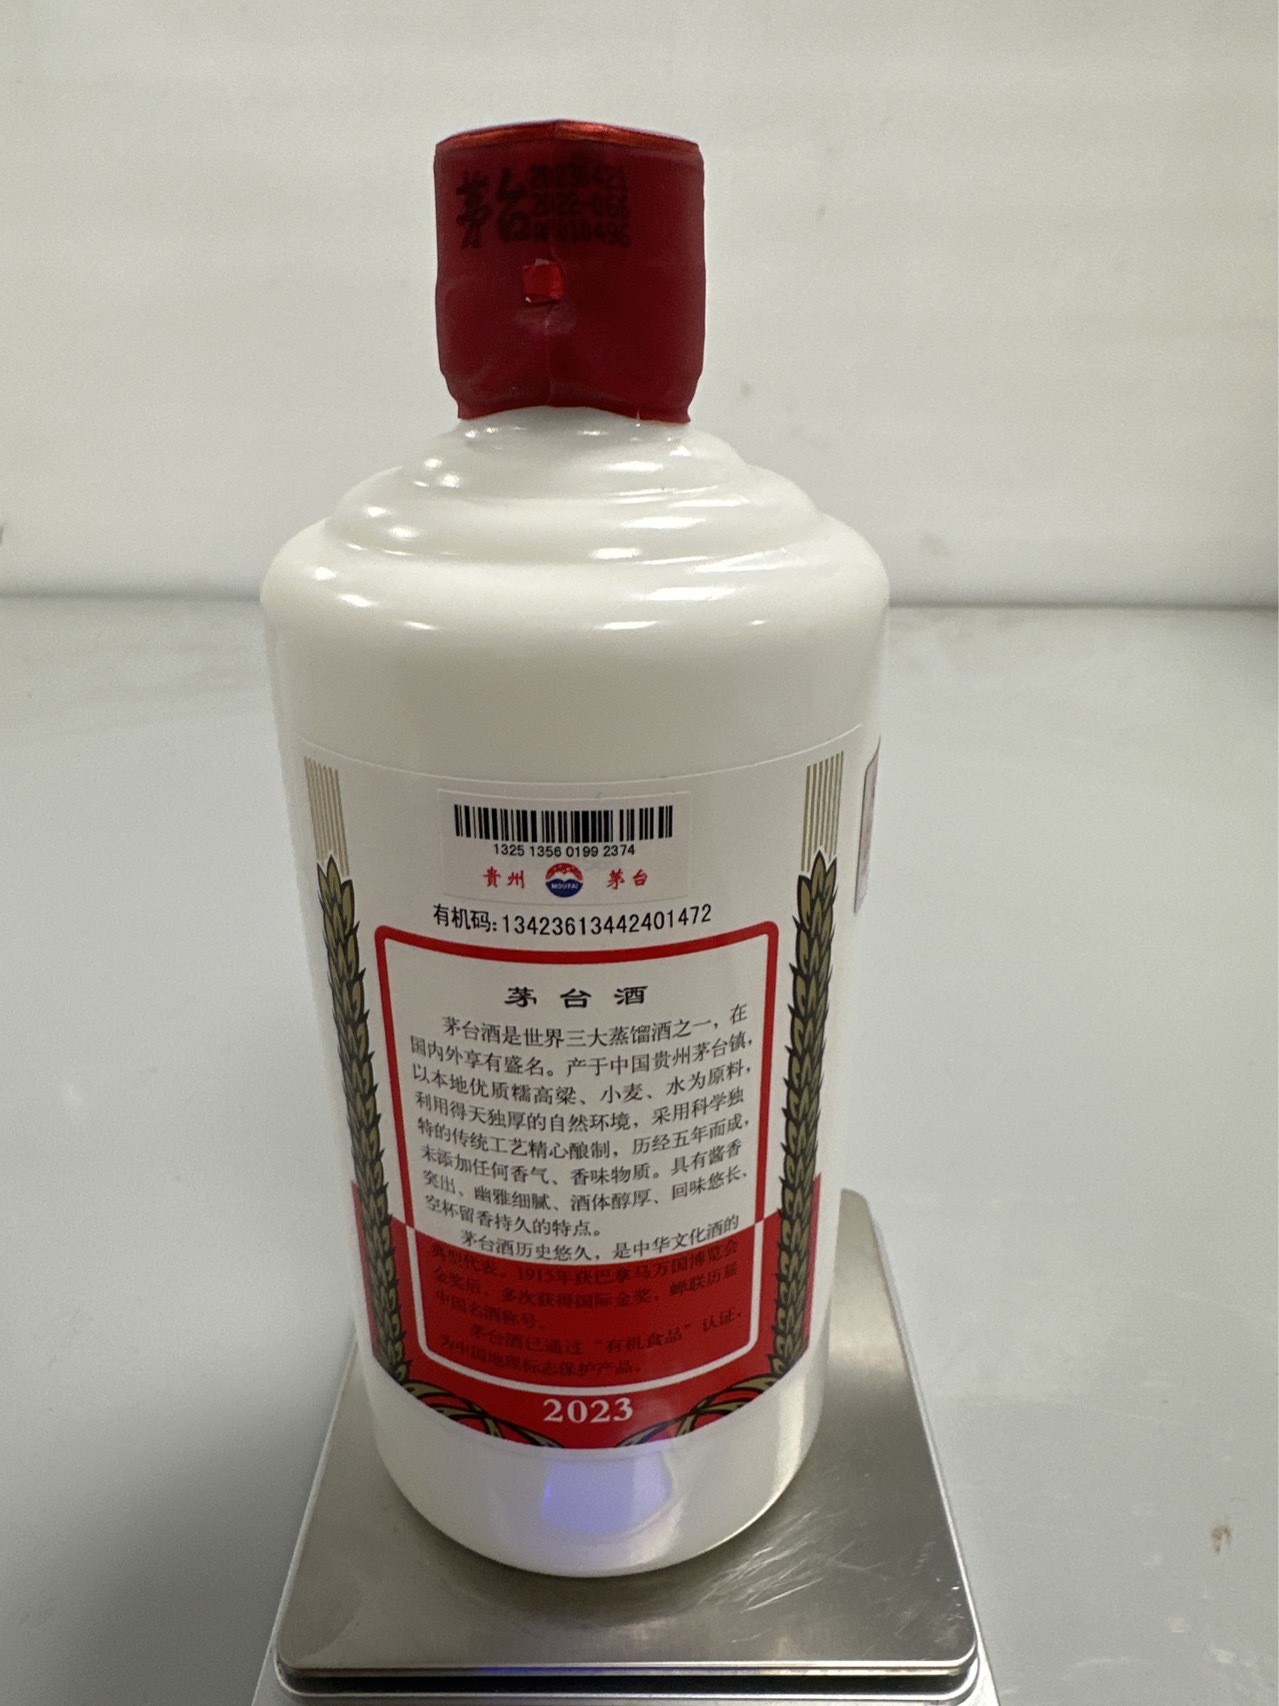 茅台
1325 1356 0199 2374
贵州 MOUTAI 茅台
有机码:13423613442401472
茅台酒
茅台酒是世界三大蒸馏酒之一，在
国内外享有盛名。产于中国贵州茅台镇，
以本地优质糯高粱、小麦、水为原料，
利用得天独厚的自然环境，采用科学独
特的传统工艺精心酿制，历经五年而成，
未添加任何香气、香味物质。具有酱香
突出、幽雅细腻、酒体醇厚、回味悠长、
空杯留香持久的特点。
茅台酒历史悠久，是中华文化酒的
典型代表。1915年获巴拿马万国博览会
金奖后，多次获得国际金奖，蝉联历届
中国名酒称号。
茅台酒已通过“有机食品”认证，
为中国地理标志保护产品。
2023